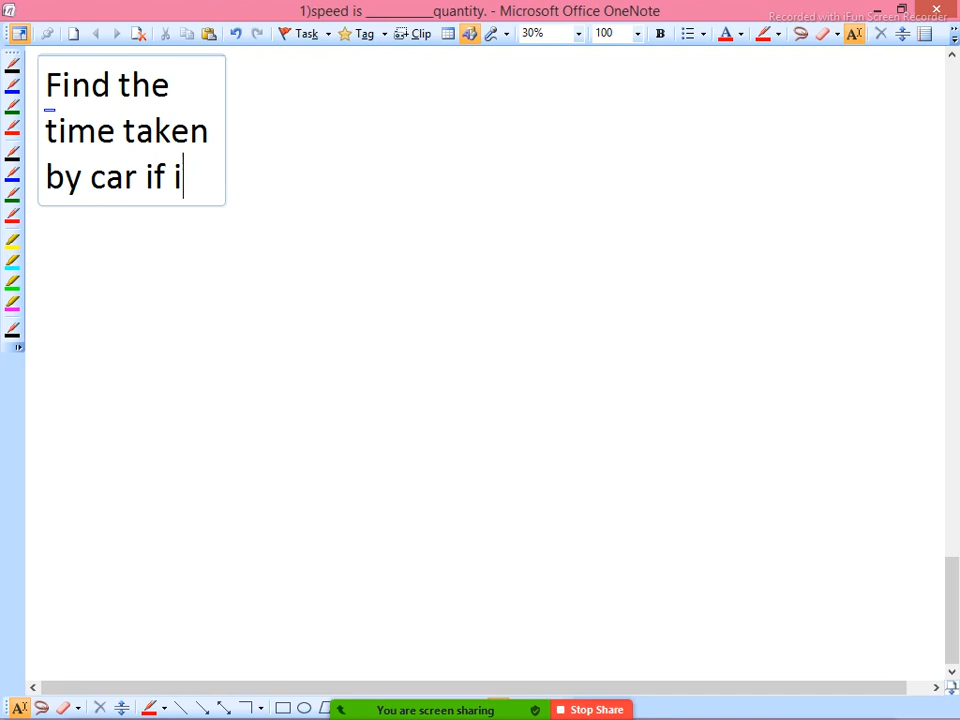 1)speed is __________quantity. - Microsoft Office OneNote
Recorded with iFun Screen Recorder
Task Tag Clip 30% 100 B A A
Find the
time taken
by car if i
A You are screen sharing Stop Share